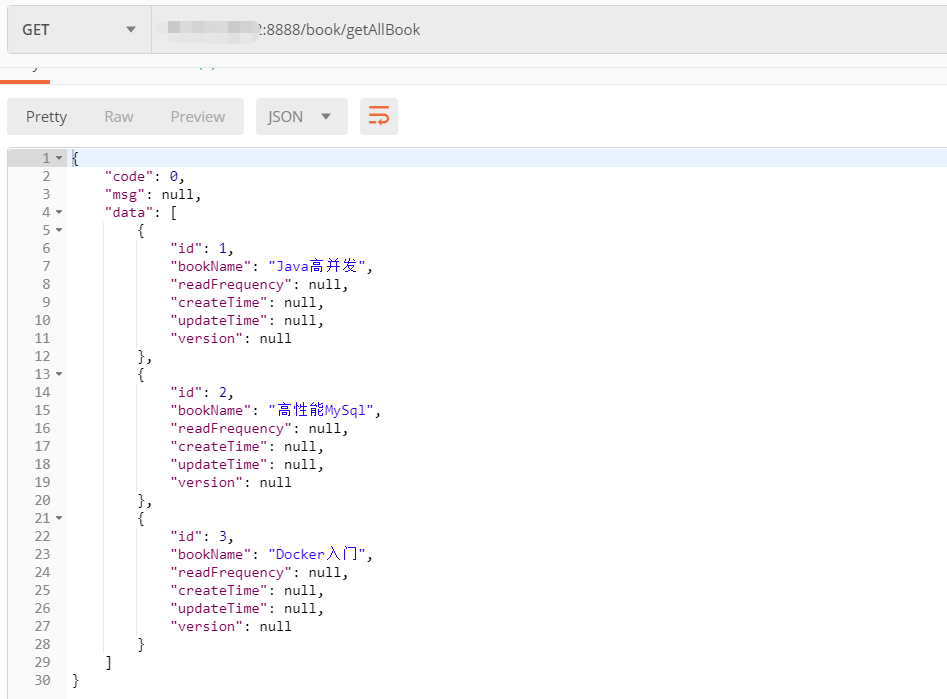 GET
:8888/book/getAllBook
Pretty Raw Preview JSON
1 {
2 "code": 0,
3 "msg": null,
4 "data": [
5 {
6 "id": 1,
7 "bookName": "Java高并发",
8 "readFrequency": null,
9 "createTime": null,
10 "updateTime": null,
11 "version": null
12 },
13 {
14 "id": 2,
15 "bookName": "高性能MySql",
16 "readFrequency": null,
17 "createTime": null,
18 "updateTime": null,
19 "version": null
20 },
21 {
22 "id": 3,
23 "bookName": "Docker入门",
24 "readFrequency": null,
25 "createTime": null,
26 "updateTime": null,
27 "version": null
28 }
29 ]
30 }